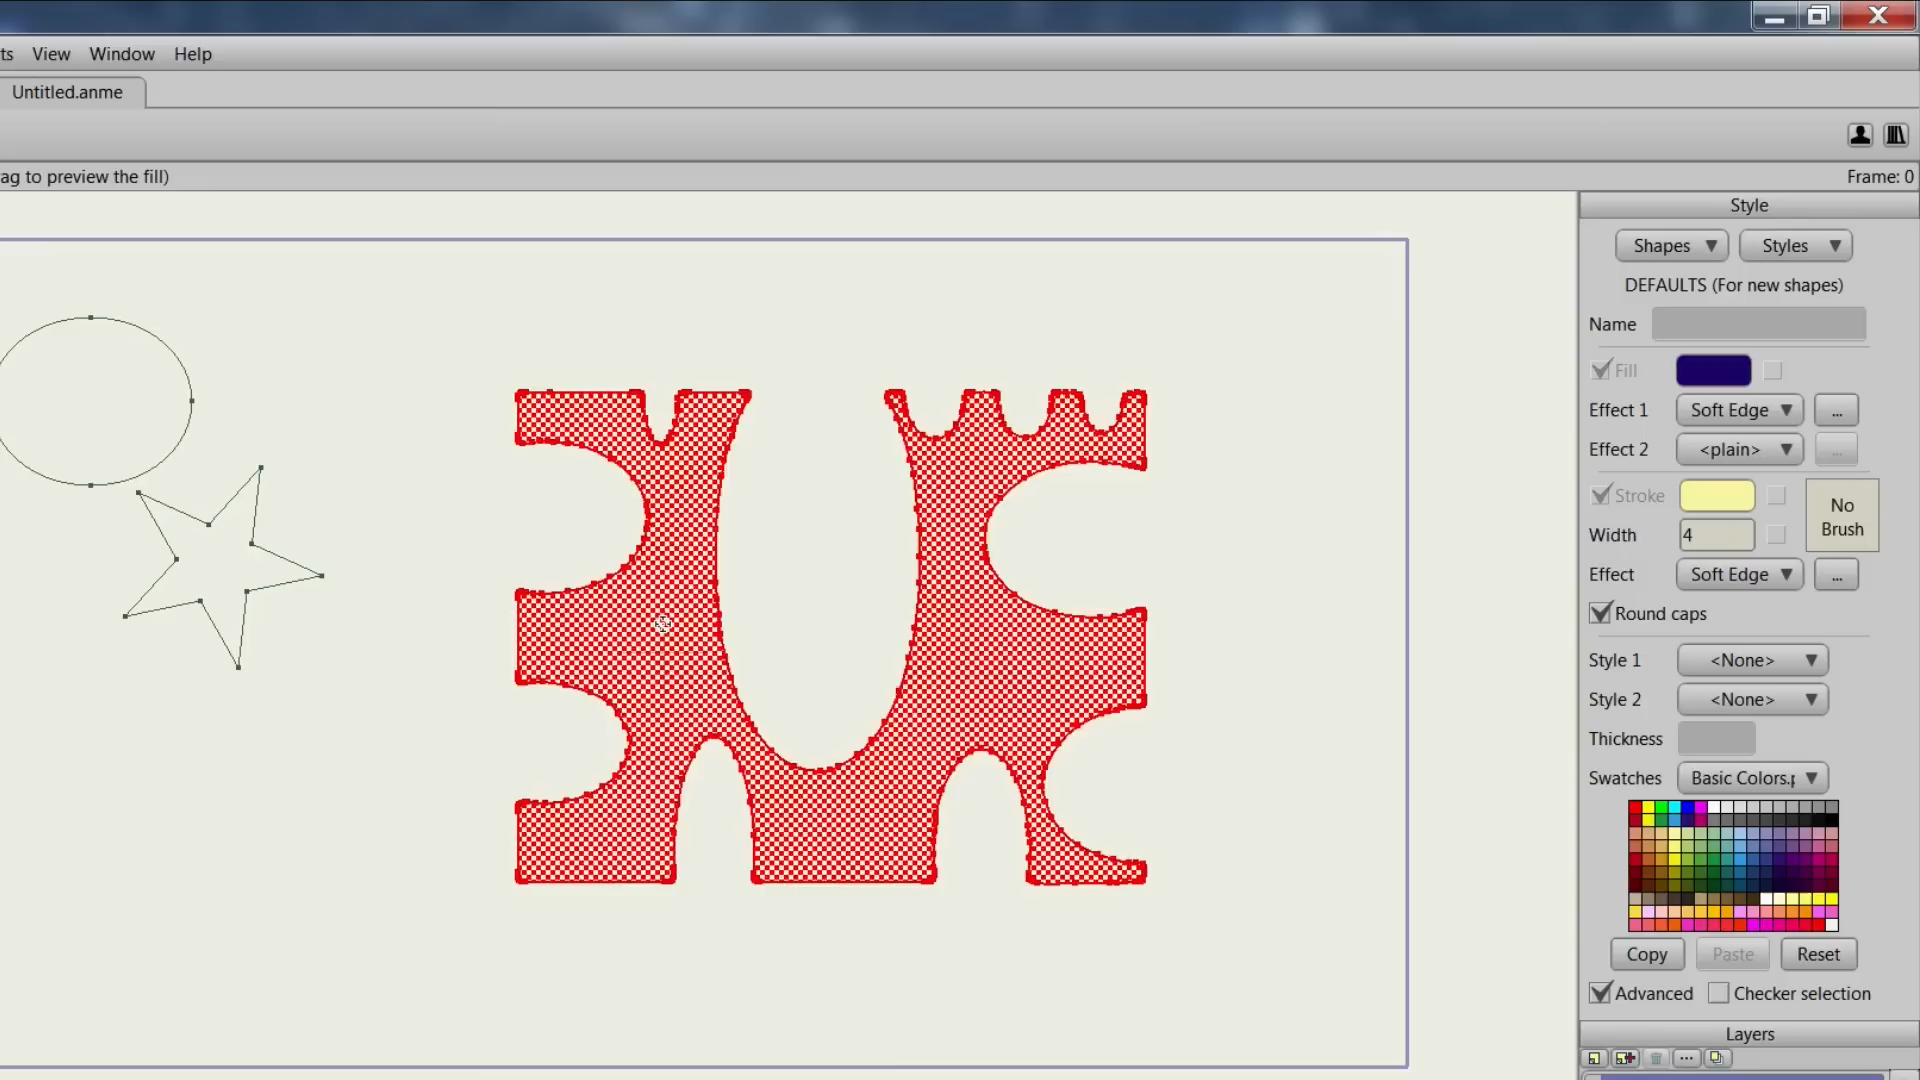 ts View Window Help
Untitled.anme
ag to preview the fill)
Frame: 0
Style
Shapes
Styles
DEFAULTS (For new shapes)
Name
Fill
Effect 1 Soft Edge ...
Effect 2 <plain> ...
Stroke
No
Brush
Width 4
Effect Soft Edge ...
Round caps
Style 1 <None>
Style 2 <None>
Thickness
Swatches Basic Colors.p
Copy Paste Reset
Advanced Checker selection
Layers